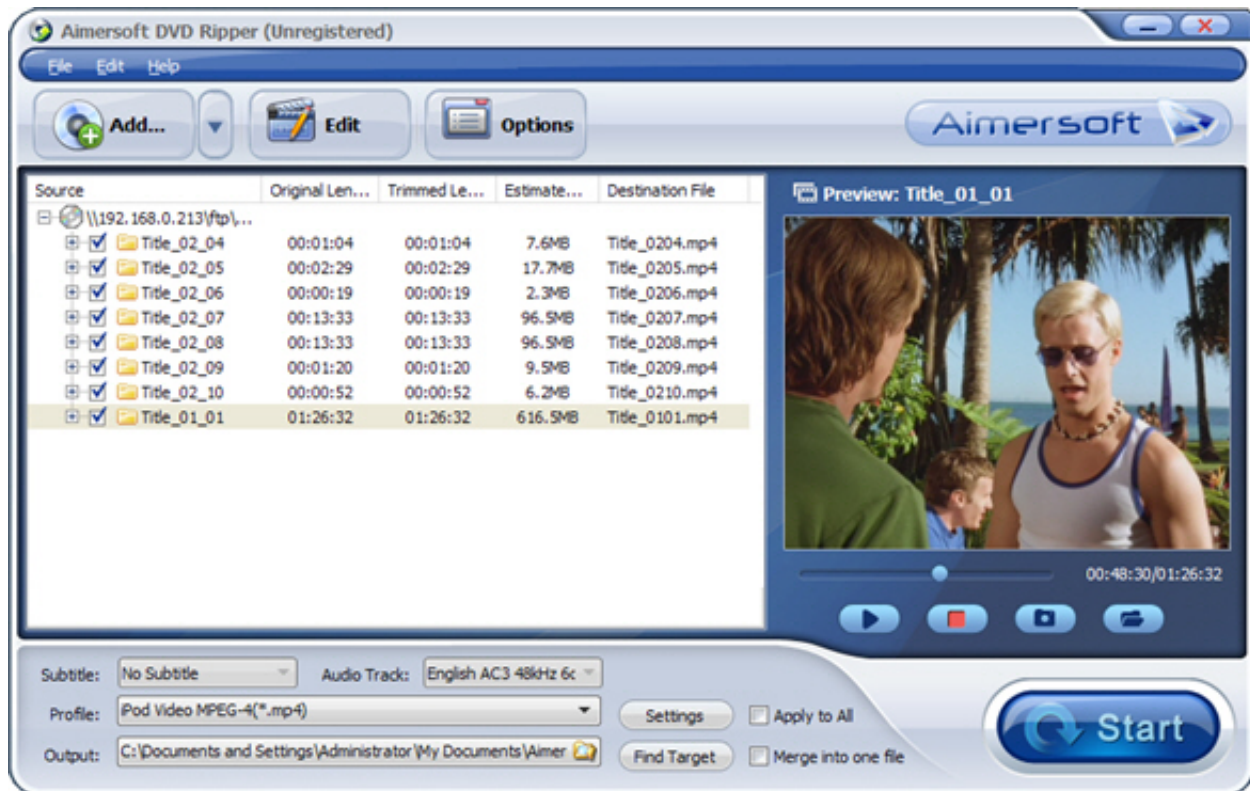 Aimersoft DVD Ripper (Unregistered)
File Edit Help
Add... Edit Options Aimersoft
Source Original Len... Trimmed Le... Estimate... Destination File
Preview: Title_01_01
\\192.168.0.213\ftp\...
Title_02_04 00:01:04 00:01:04 7.6MB Title_0204.mp4
Title_02_05 00:02:29 00:02:29 17.7MB Title_0205.mp4
Title_02_06 00:00:19 00:00:19 2.3MB Title_0206.mp4
Title_02_07 00:13:33 00:13:33 96.5MB Title_0207.mp4
Title_02_08 00:13:33 00:13:33 96.5MB Title_0208.mp4
Title_02_09 00:01:20 00:01:20 9.5MB Title_0209.mp4
Title_02_10 00:00:52 00:00:52 6.2MB Title_0210.mp4
Title_01_01 01:26:32 01:26:32 616.5MB Title_0101.mp4
00:48:30/01:26:32
Subtitle: No Subtitle Audio Track: English AC3 48kHz 6c
Profile: iPod Video MPEG-4(*.mp4) Settings Apply to All
Output: C:\Documents and Settings\Administrator\My Documents\Aimer Find Target Merge into one file
Start